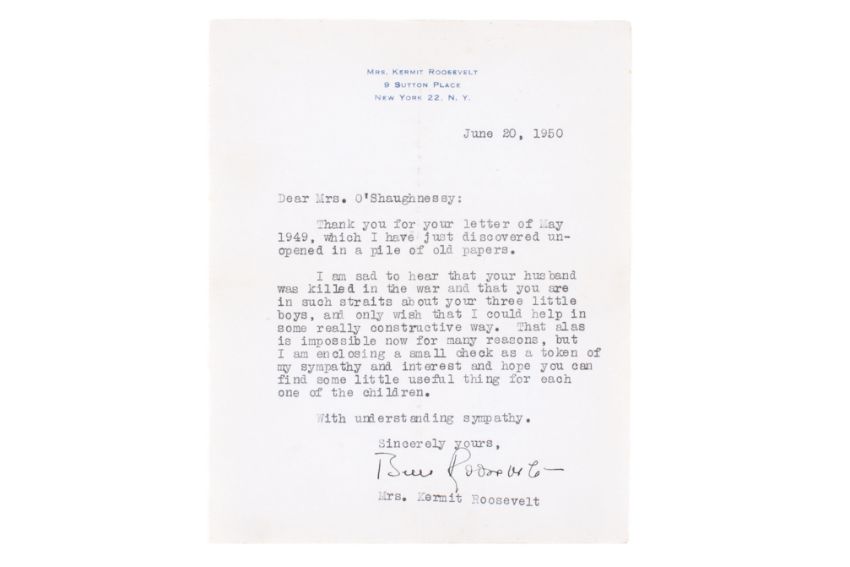 MRS. KERMIT ROOSEVELT
9 SUTTON PLACE
NEW YORK 22, N. Y.
June 20, 1950
Dear Mrs. O'Shaughnessy:
Thank you for your letter of May
1949, which I have just discovered un-
opened in a pile of old papers.
I am sad to hear that your husband
was killed in the war and that you are
in such straits about your three little
boys, and only wish that I could help in
some really constructive way. That alas
is impossible now for many reasons, but
I am enclosing a small check as a token of
my sympathy and interest and hope you can
find some little useful thing for each
one of the children.
With understanding sympathy.
Sincerely yours,
Roosevelt
Mrs. Kermit Roosevelt